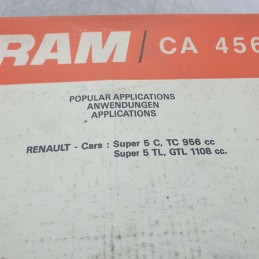 RAM / CA 456
POPULAR APPLICATIONS
ANWENDUNGEN
APPLICATIONS
RENAULT - Cars : Super 5 C, TC 956 cc
Super 5 TL, GTL 1108 cc.